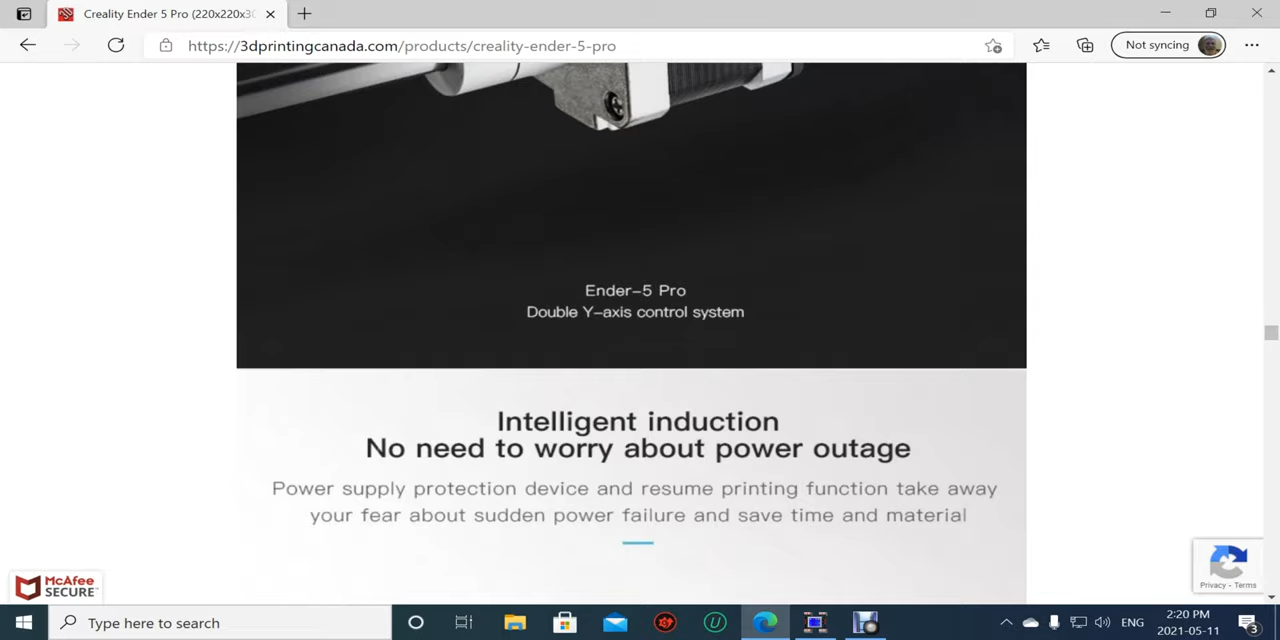 Creality Ender 5 Pro (220x220x30
https://3dprintingcanada.com/products/creality-ender-5-pro
Not syncing
Ender-5 Pro
Double Y-axis control system
Intelligent induction
No need to worry about power outage
Power supply protection device and resume printing function take away
your fear about sudden power failure and save time and material
McAfee
SECURE
Privacy - Terms
Type here to search
ENG
2:20 PM
2021-05-11
3